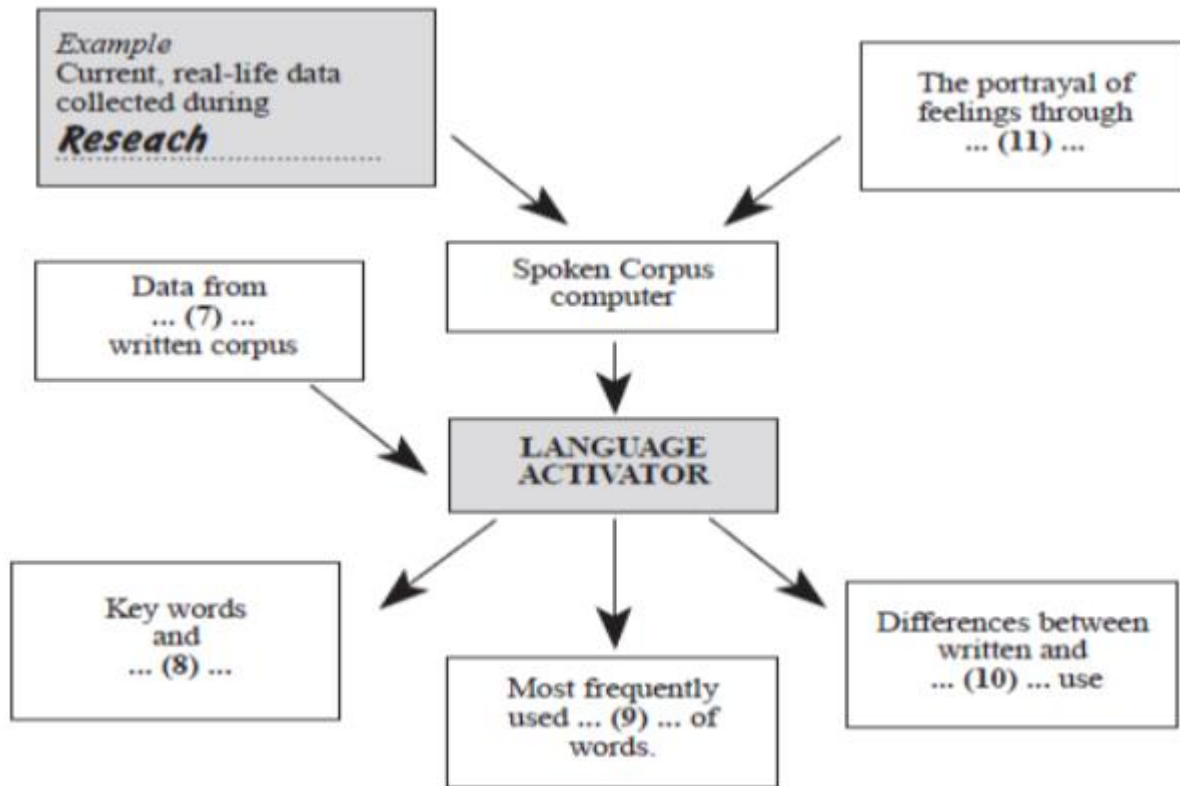 Example
Current, real-life data
collected during
Reseach
The portrayal of
feelings through
... (11) ...
Spoken Corpus
computer
Data from
... (7) ...
written corpus
LANGUAGE
ACTIVATOR
Key words
and
... (8) ...
Most frequently
used ... (9) ... of
words.
Differences between
written and
... (10) ... use